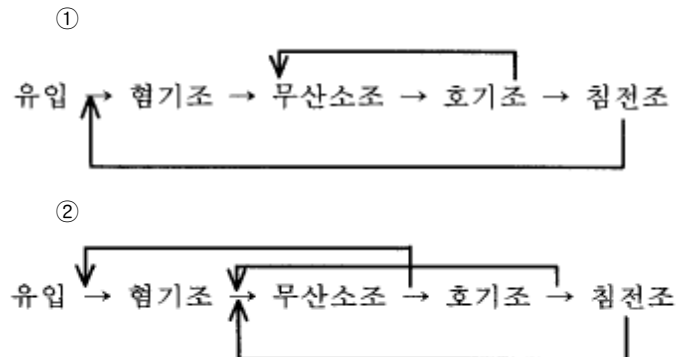 ①
유입 → 혐기조 → 무산소조 → 호기조 → 침전조
②
유입 → 혐기조 → 무산소조 → 호기조 → 침전조